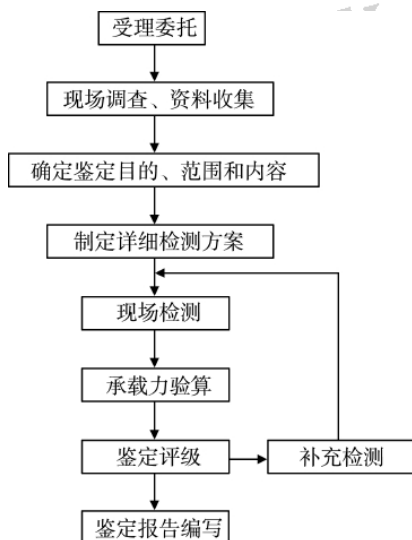 受理委托
现场调查、资料收集
确定鉴定目的、范围和内容
制定详细检测方案
现场检测
承载力验算
鉴定评级
补充检测
鉴定报告编写